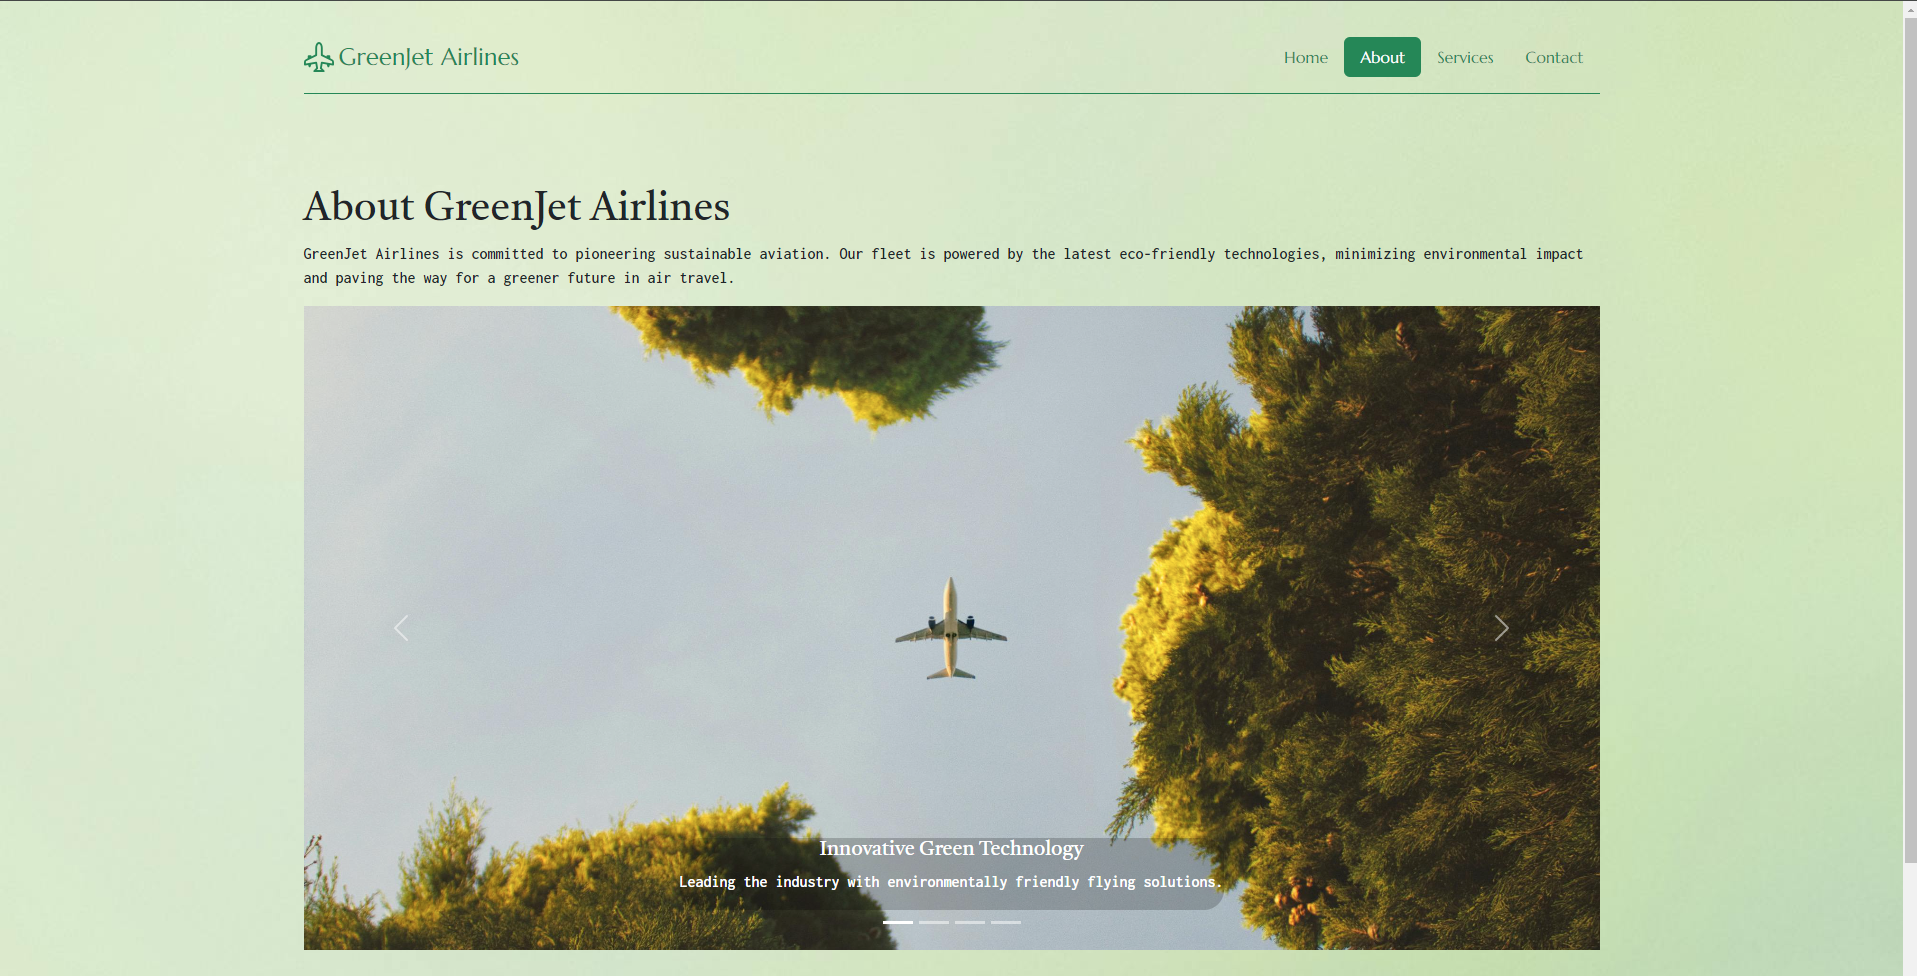 GreenJet Airlines
Home About Services Contact
About GreenJet Airlines
GreenJet Airlines is committed to pioneering sustainable aviation. Our fleet is powered by the latest eco-friendly technologies, minimizing environmental impact
and paving the way for a greener future in air travel.
Innovative Green Technology
Leading the industry with environmentally friendly flying solutions.